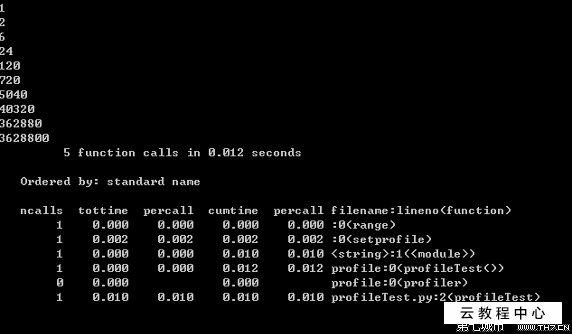 1
2
6
24
120
720
5040
40320
362880
3628800
5 function calls in 0.012 seconds
Ordered by: standard name
ncalls tottime percall cumtime percall filename:lineno(function)
1 0.000 0.000 0.000 0.000 :0(range)
1 0.002 0.002 0.002 0.002 :0(setprofile)
1 0.000 0.000 0.010 0.010 <string>:1(<module>)
1 0.000 0.000 0.012 0.012 profile:0(profileTest())
0 0.000 0.000 profile:0(profiler)
1 0.010 0.010 0.010 0.010 profileTest.py:2(profileTest)
云教程中心
第七城市 WWW.TH7.CN